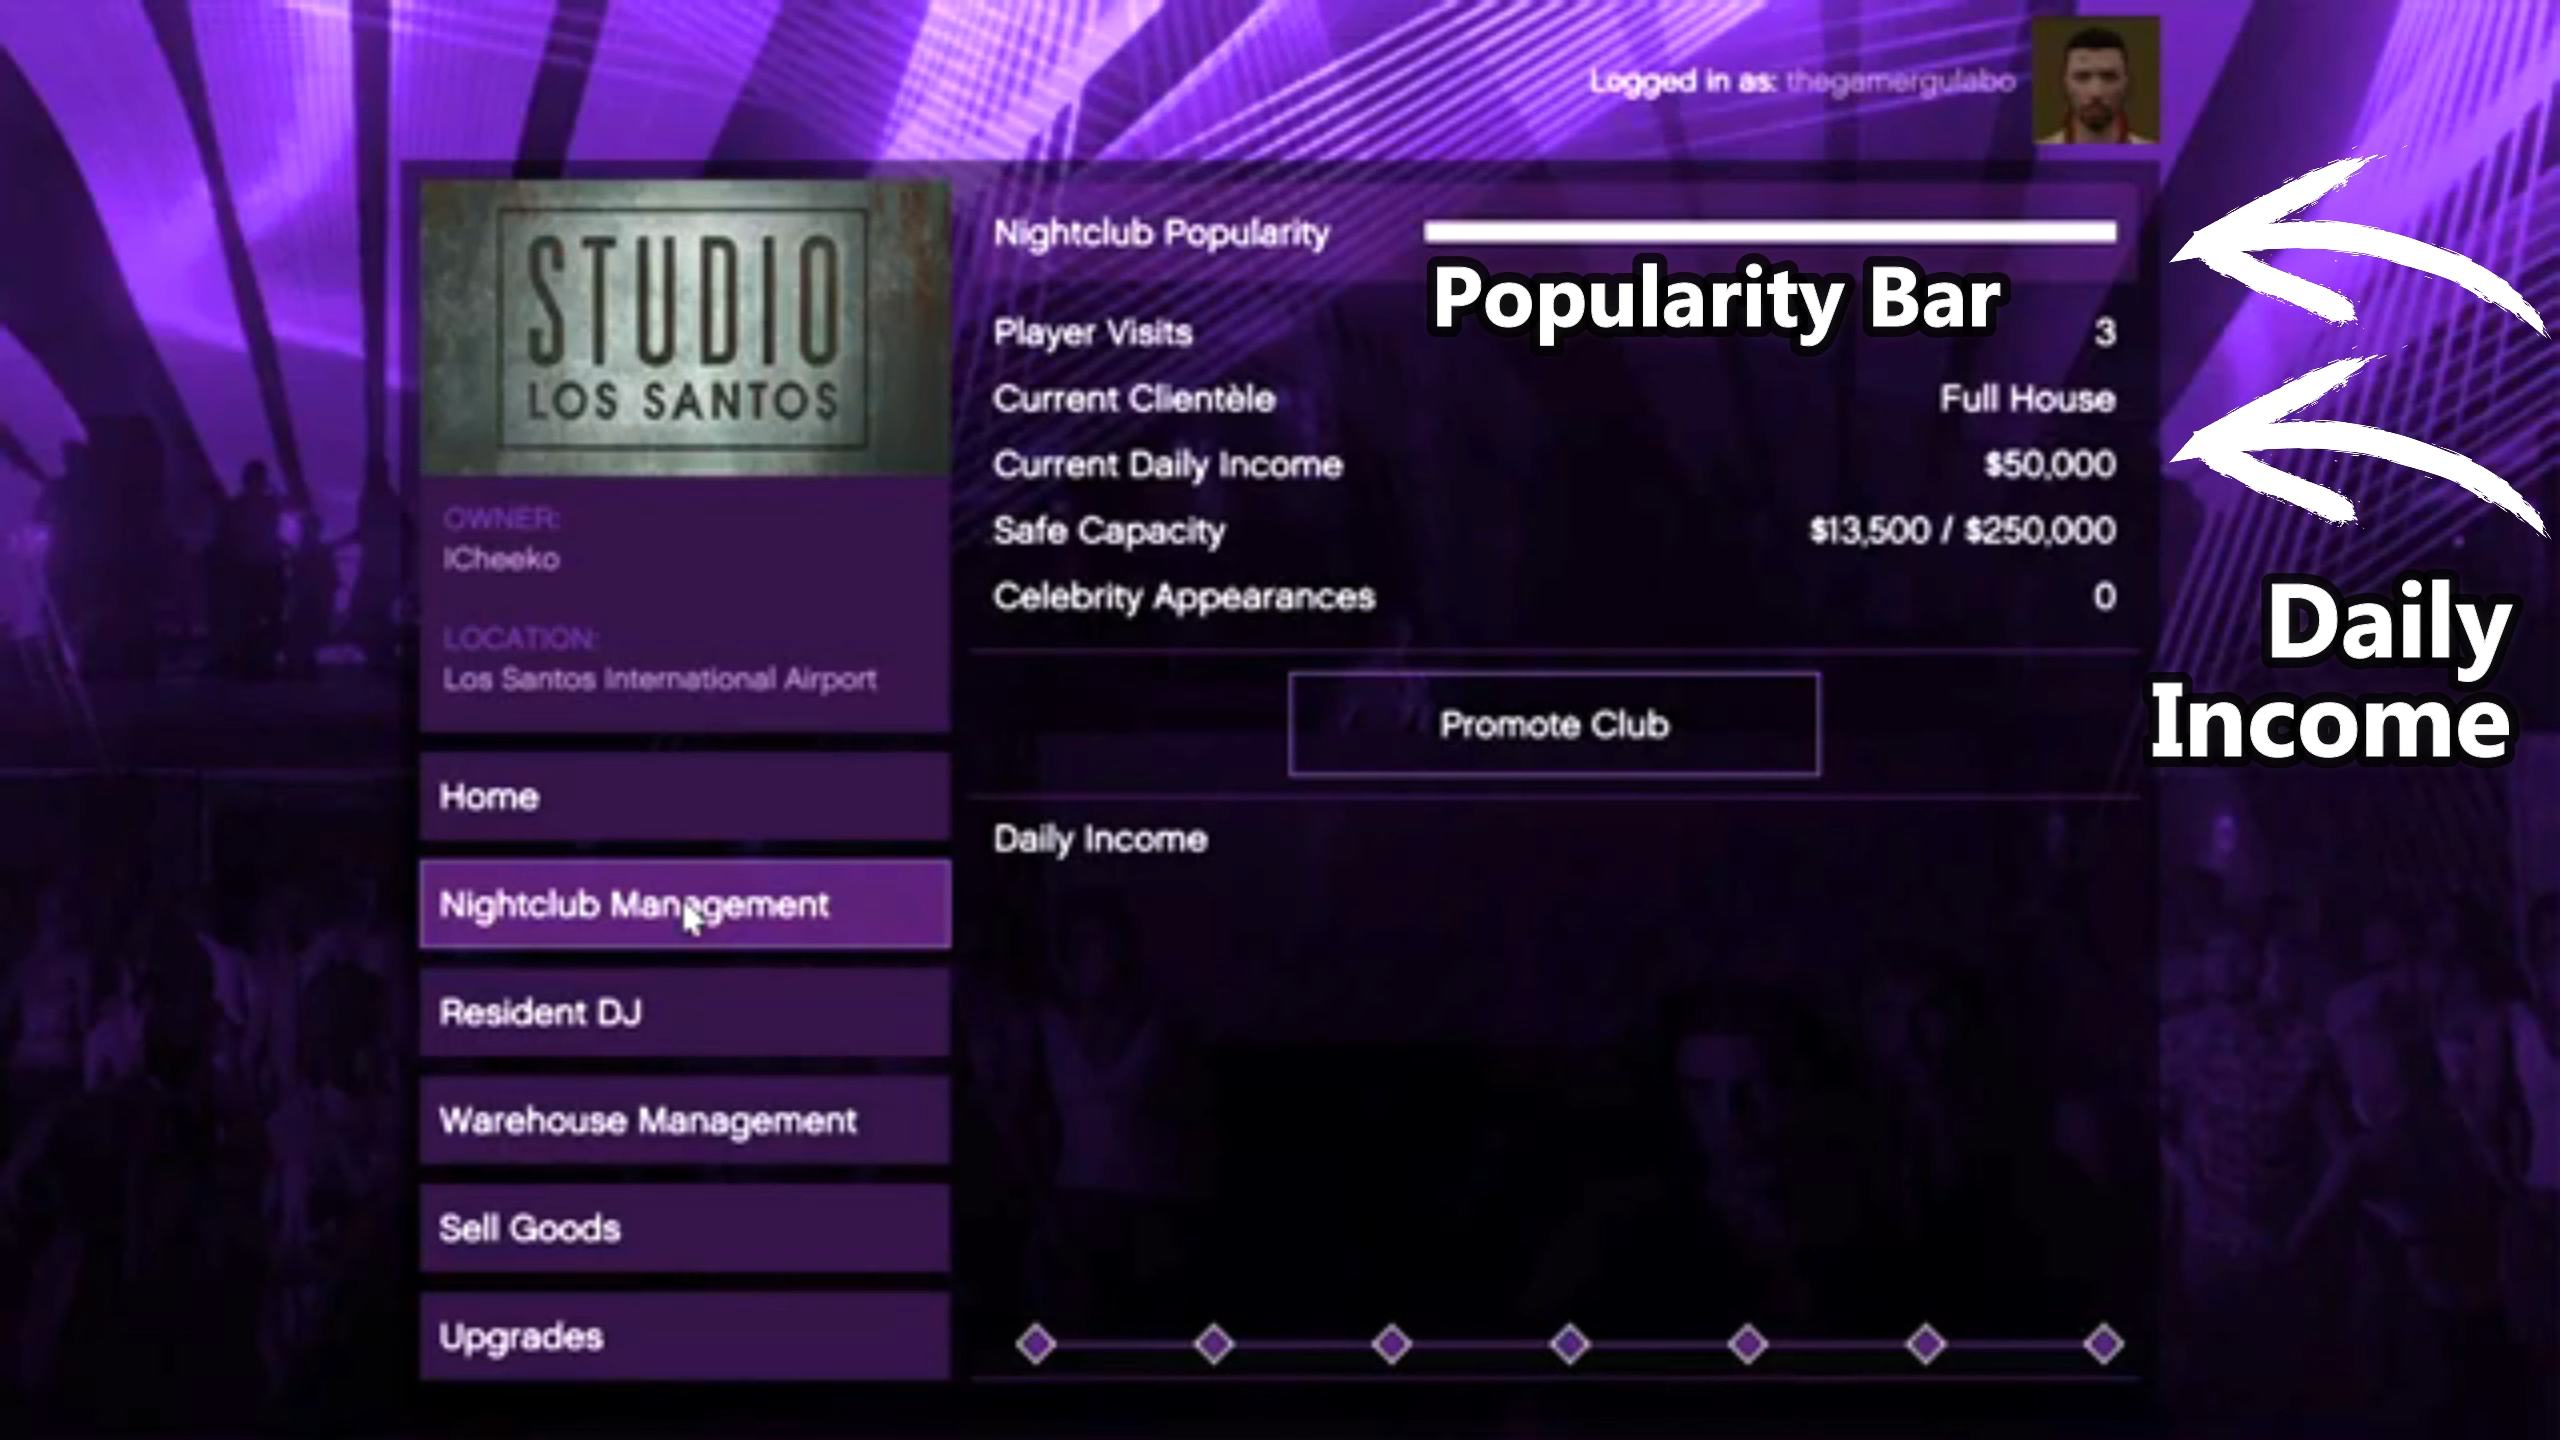 Logged in as: thegamergulabo
STUDIO
LOS SANTOS
OWNER:
ICheeko
LOCATION:
Los Santos International Airport
Home
Nightclub Management
Resident DJ
Warehouse Management
Sell Goods
Upgrades
Nightclub Popularity
Popularity Bar
Player Visits 3
Current Clientèle Full House
Current Daily Income $50,000
Safe Capacity $13,500 / $250,000
Celebrity Appearances 0
Promote Club
Daily Income
Daily
Income